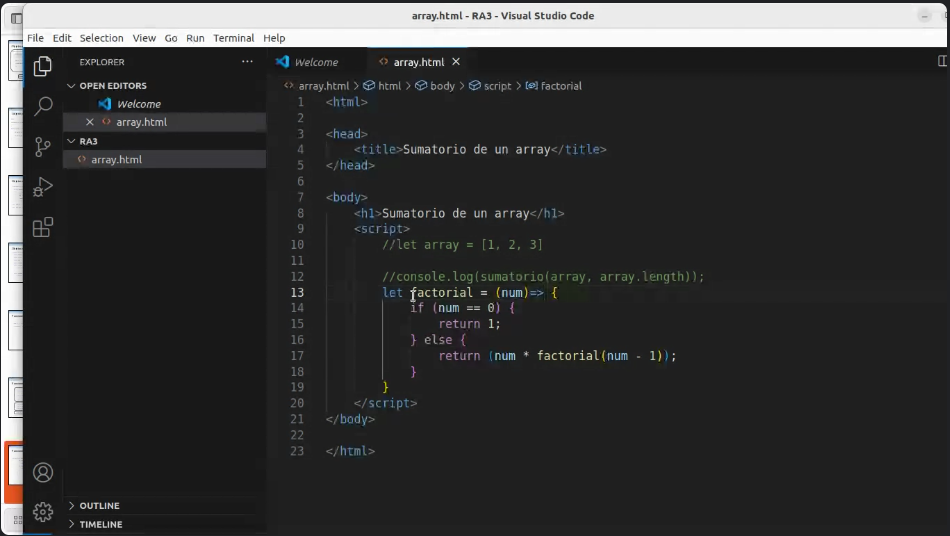 array.html - RA3 - Visual Studio Code
File Edit Selection View Go Run Terminal Help
EXPLORER ...
Welcome
array.html
OPEN EDITORS
Welcome
array.html
RA3
array.html
OUTLINE
TIMELINE
array.html > html > body > script > Factorial
1 <html>
2
3 <head>
4 <title>Sumatorio de un array</title>
5 </head>
6
7 <body>
8 <h1>Sumatorio de un array</h1>
9 <script>
10 //let array = [1, 2, 3]
11
12 //console.log(sumatorio(array, array.length));
13 let factorial = (num)=> {
14 if (num == 0) {
15 return 1;
16 } else {
17 return (num * factorial(num - 1));
18 }
19 }
20 </script>
21 </body>
22
23 </html>